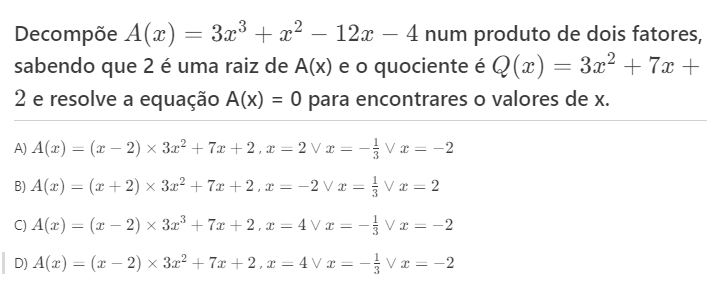 Decompõe A(x) = 3x³ + x² − 12x − 4 num produto de dois fatores,
sabendo que 2 é uma raiz de A(x) e o quociente é Q(x) = 3x² + 7x +
2 e resolve a equação A(x) = 0 para encontrares o valores de x.
A) A(x) = (x − 2) × 3x² + 7x + 2 , x = 2 ∨ x = −1/3 ∨ x = −2
B) A(x) = (x + 2) × 3x² + 7x + 2 , x = −2 ∨ x = 1/3 ∨ x = 2
C) A(x) = (x − 2) × 3x³ + 7x + 2 , x = 4 ∨ x = −1/3 ∨ x = −2
D) A(x) = (x − 2) × 3x² + 7x + 2 , x = 4 ∨ x = −1/3 ∨ x = −2